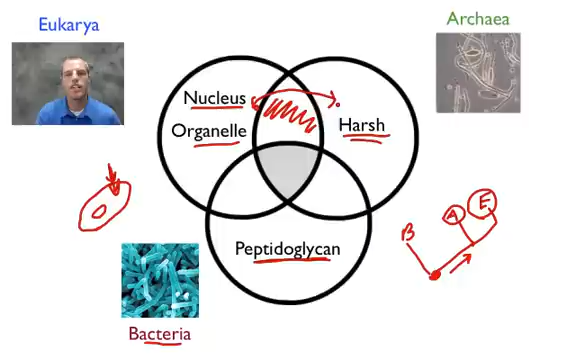 Eukarya
Archaea
Nucleus
Organelle
Harsh
Peptidoglycan
Bacteria
B
A
E